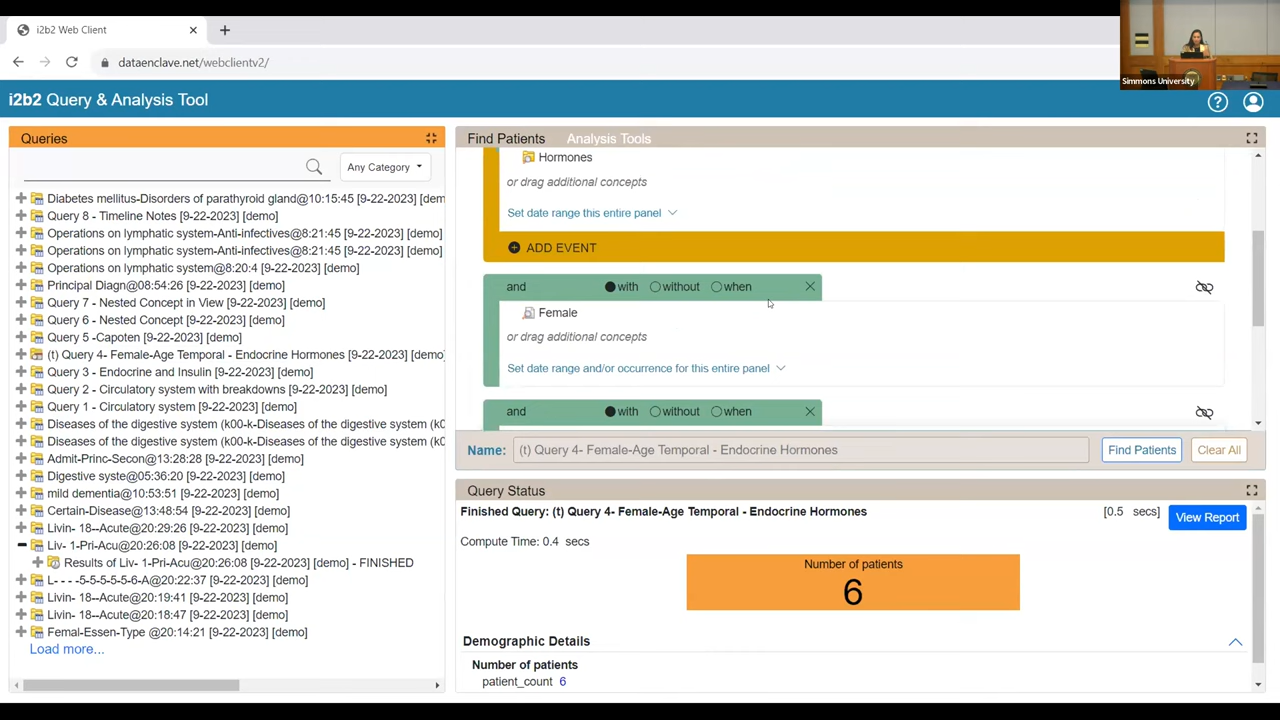 i2b2 Web Client
dataenclave.net/webclientv2/
Simmons University
i2b2 Query & Analysis Tool
Queries
Any Category
Diabetes mellitus-Disorders of parathyroid gland@10:15:45 [9-22-2023] [dem
Query 8 - Timeline Notes [9-22-2023] [demo]
Operations on lymphatic system-Anti-infectives@8:21:45 [9-22-2023] [demo]
Operations on lymphatic system-Anti-infectives@8:21:45 [9-22-2023] [demo]
Operations on lymphatic system@8:20:4 [9-22-2023] [demo]
Principal Diagn@08:54:26 [9-22-2023] [demo]
Query 7 - Nested Concept in View [9-22-2023] [demo]
Query 6 - Nested Concept [9-22-2023] [demo]
Query 5 -Capoten [9-22-2023] [demo]
(t) Query 4- Female-Age Temporal - Endocrine Hormones [9-22-2023] [demo]
Query 3 - Endocrine and Insulin [9-22-2023] [demo]
Query 2 - Circulatory system with breakdowns [9-22-2023] [demo]
Query 1 - Circulatory system [9-22-2023] [demo]
Diseases of the digestive system (k00-k-Diseases of the digestive system (k0
Diseases of the digestive system (k00-k-Diseases of the digestive system (k0
Admit-Princ-Secon@13:28:28 [9-22-2023] [demo]
Digestive syste@05:36:20 [9-22-2023] [demo]
mild dementia@10:53:51 [9-22-2023] [demo]
Certain-Disease@13:48:54 [9-22-2023] [demo]
Livin- 18--Acute@20:29:26 [9-22-2023] [demo]
Liv- 1-Pri-Acu@20:26:08 [9-22-2023] [demo]
Results of Liv- 1-Pri-Acu@20:26:08 [9-22-2023] [demo] - FINISHED
L- - - -5-5-5-5-5-6-A@20:22:37 [9-22-2023] [demo]
Livin- 18--Acute@20:19:41 [9-22-2023] [demo]
Livin- 18--Acute@20:18:47 [9-22-2023] [demo]
Femal-Essen-Type @20:14:21 [9-22-2023] [demo]
Load more...
Find Patients Analysis Tools
Hormones
or drag additional concepts
Set date range this entire panel
ADD EVENT
and with without when
Female
or drag additional concepts
Set date range and/or occurrence for this entire panel
and with without when
Name: (t) Query 4- Female-Age Temporal - Endocrine Hormones Find Patients Clear All
Query Status
Finished Query: (t) Query 4- Female-Age Temporal - Endocrine Hormones [0.5 secs] View Report
Compute Time: 0.4 secs
Number of patients
6
Demographic Details
Number of patients
patient_count 6